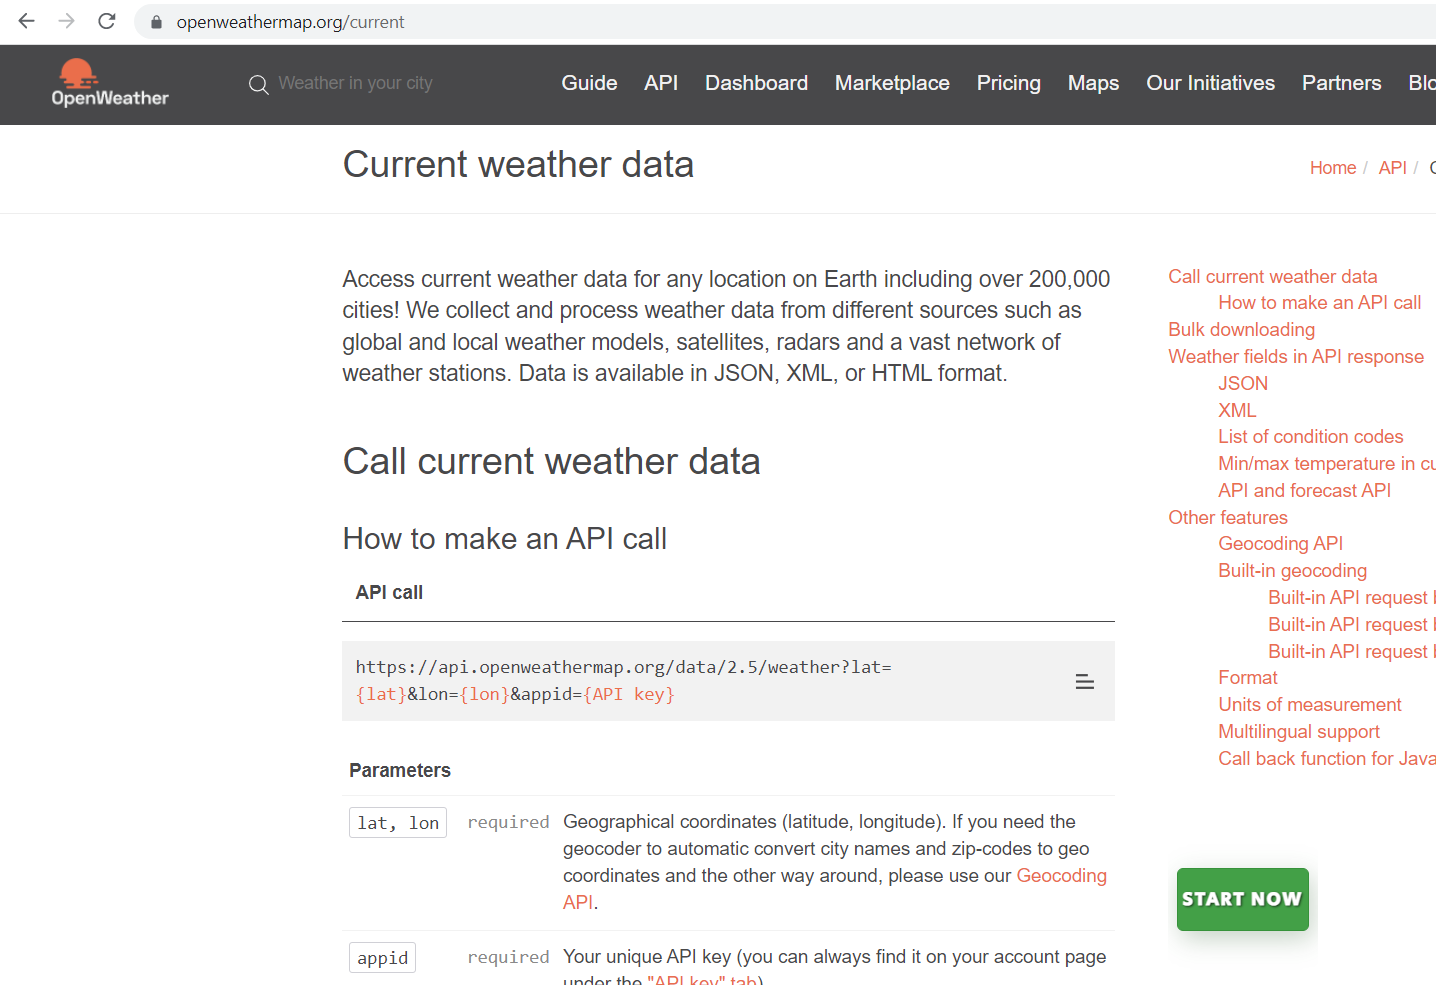 openweathermap.org/current
OpenWeather
Weather in your city
Guide API Dashboard Marketplace Pricing Maps Our Initiatives Partners
Current weather data
Home / API /
Access current weather data for any location on Earth including over 200,000
cities! We collect and process weather data from different sources such as
global and local weather models, satellites, radars and a vast network of
weather stations. Data is available in JSON, XML, or HTML format.
Call current weather data
How to make an API call
API call
https://api.openweathermap.org/data/2.5/weather?lat=
{lat}&lon={lon}&appid={API key}
Parameters
lat, lon required Geographical coordinates (latitude, longitude). If you need the
geocoder to automatic convert city names and zip-codes to geo
coordinates and the other way around, please use our Geocoding
API.
appid required Your unique API key (you can always find it on your account page
under the "API key" tab)
Call current weather data
How to make an API call
Bulk downloading
Weather fields in API response
JSON
XML
List of condition codes
Min/max temperature in
API and forecast API
Other features
Geocoding API
Built-in geocoding
Built-in API request
Built-in API request
Built-in API request
Format
Units of measurement
Multilingual support
Call back function for
START NOW